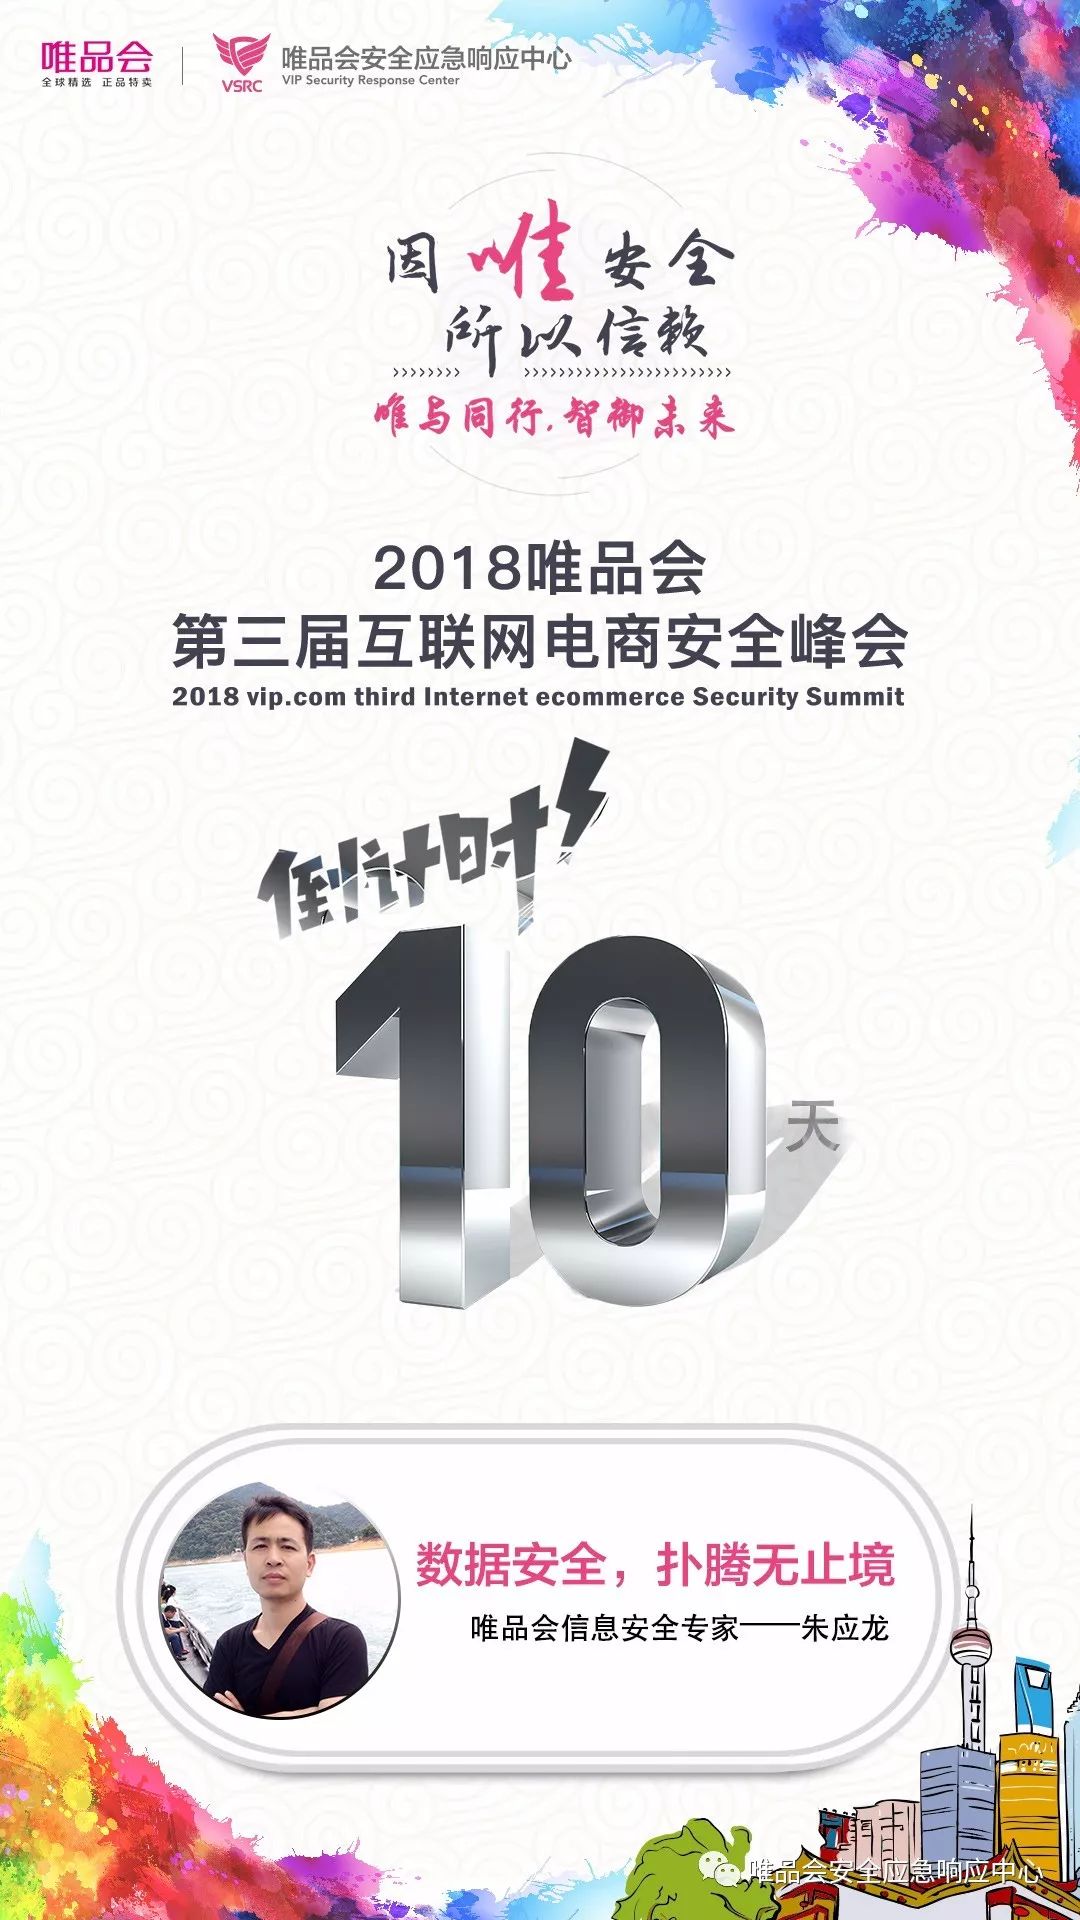 唯品会
全球精选 正品特卖
VSRC
唯品会安全应急响应中心
VIP Security Response Center
因唯安全
所以信赖
唯与同行,智御未来
2018唯品会
第三届互联网电商安全峰会
2018 vip.com third Internet ecommerce Security Summit
倒计时
10
天
数据安全，扑腾无止境
唯品会信息安全专家——朱应龙
唯品会安全应急响应中心